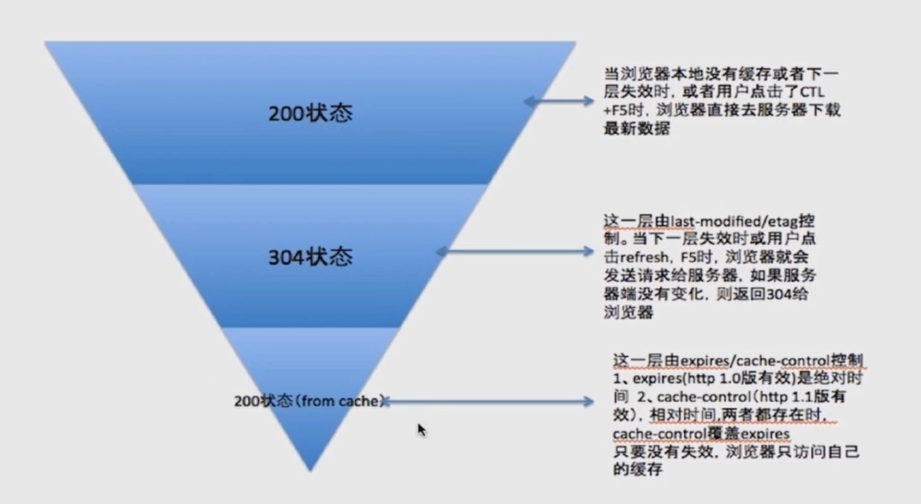 200状态
当浏览器本地没有缓存或者下一
层失效时，或者用户点击了CTL
+F5时，浏览器直接去服务器下载
最新数据
304状态
这一层由last-modified/etag控
制。当下一层失效时或用户点
击refresh，F5时，浏览器就会
发送请求给服务器，如果服务
器端没有变化，则返回304给
浏览器
200状态（from cache）
这一层由expires/cache-control控制
1、expires(http 1.0版有效)是绝对时
间 2、cache-control（http 1.1版有
效），相对时间,两者都存在时，
cache-control覆盖expires
只要没有失效，浏览器只访问自己
的缓存